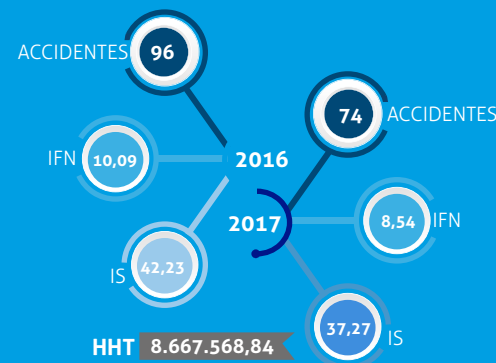 ACCIDENTES
96
IFN
10,09
2016
IS
42,23
74
ACCIDENTES
2017
8,54
IFN
37,27
IS
HHT 8.667.568,84